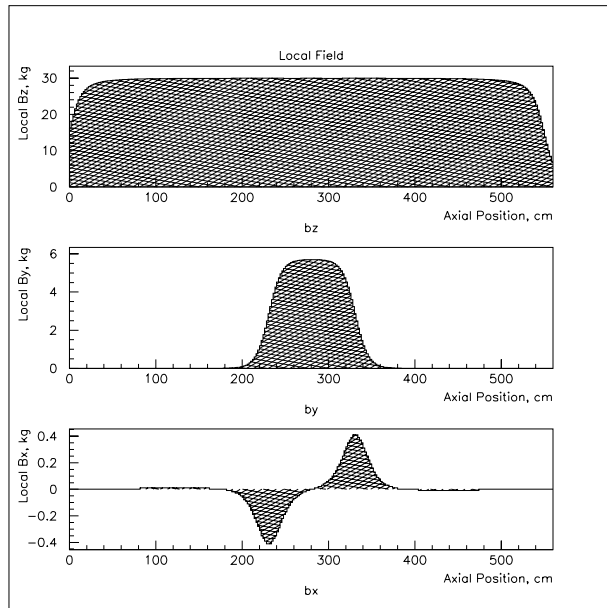 Local Field
Local Bz, kg
30
20
10
0
0 100 200 300 400 500
Axial Position, cm
bz
Local By, kg
6
4
2
0
0 100 200 300 400 500
Axial Position, cm
by
Local Bx, kg
0.4
0.2
0
−0.2
−0.4
0 100 200 300 400 500
Axial Position, cm
bx